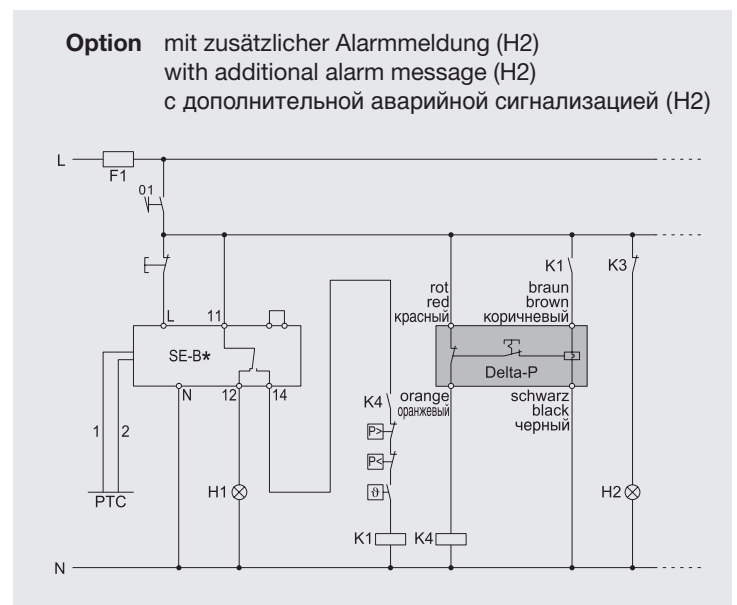 Option mit zusätzlicher Alarmmeldung (H2)
with additional alarm message (H2)
с дополнительной аварийной сигнализацией (H2)
L
F1
01
K1
K3
rot
red
красный
braun
brown
коричневый
L
11
SE-B*
Delta-P
N
12
14
K4
orange
оранжевый
schwarz
black
черный
1
2
P>
P<
ϑ
PTC
H1
H2
K1
K4
N